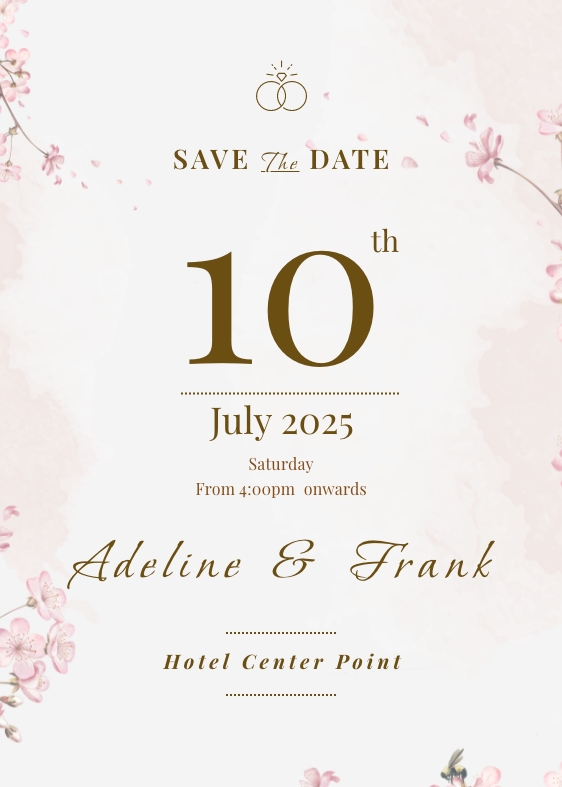 SAVE The DATE
10th
July 2025
Saturday
From 4:00pm onwards
Adeline & Frank
Hotel Center Point